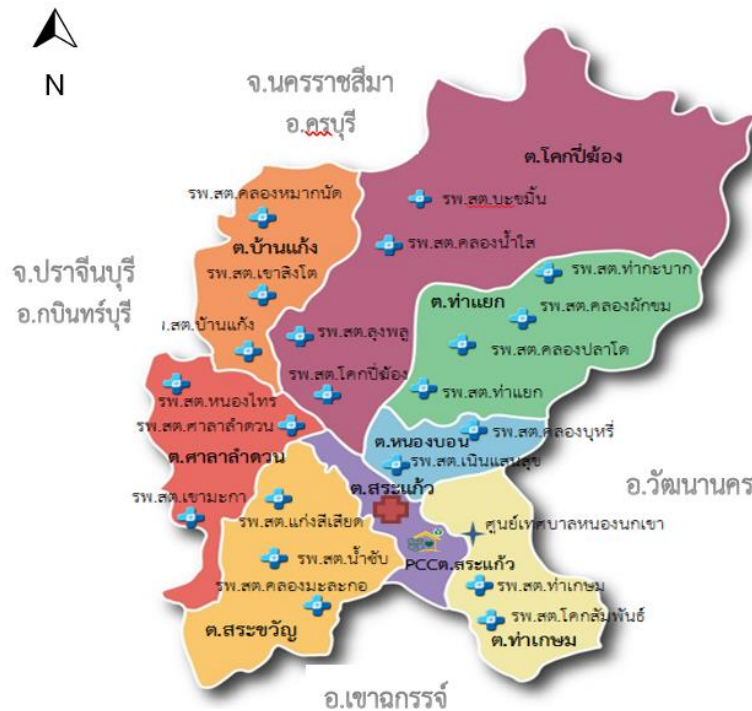 N
จ.นครราชสีมา
อ.ครบุรี
ต.โคกปี่ฆ้อง
รพ.สต.คลองหมากนัด
รพ.สต.บะขมิ้น
ต.บ้านแก้ง
รพ.สต.คลองน้ำใส
จ.ปราจีนบุรี
อ.กบินทร์บุรี
รพ.สต.เขาสิงโต
รพ.สต.ท่ากะบาก
ต.ท่าแยก
รพ.สต.คลองผักขม
รพ.สต.บ้านแก้ง
รพ.สต.ลุงพลู
รพ.สต.คลองปลาโด
รพ.สต.โคกปี่ฆ้อง
รพ.สต.ท่าแยก
รพ.สต.หนองไทร
รพ.สต.ศาลาลำดวน
ต.หนองบอน
รพ.สต.คลองบุหรี่
ต.ศาลาลำดวน
รพ.สต.เนินแสนสุข
ต.สระแก้ว
อ.วัฒนานคร
รพ.สต.เขามะกา
รพ.สต.แก่งสีเสียด
ศูนย์เทศบาลหนองนกเขา
รพ.สต.น้ำซับ
PCCต.สระแก้ว
รพ.สต.คลองมะละกอ
รพ.สต.ท่าเกษม
รพ.สต.โคกสัมพันธ์
ต.สระขวัญ
ต.ท่าเกษม
อ.เขาฉกรรจ์